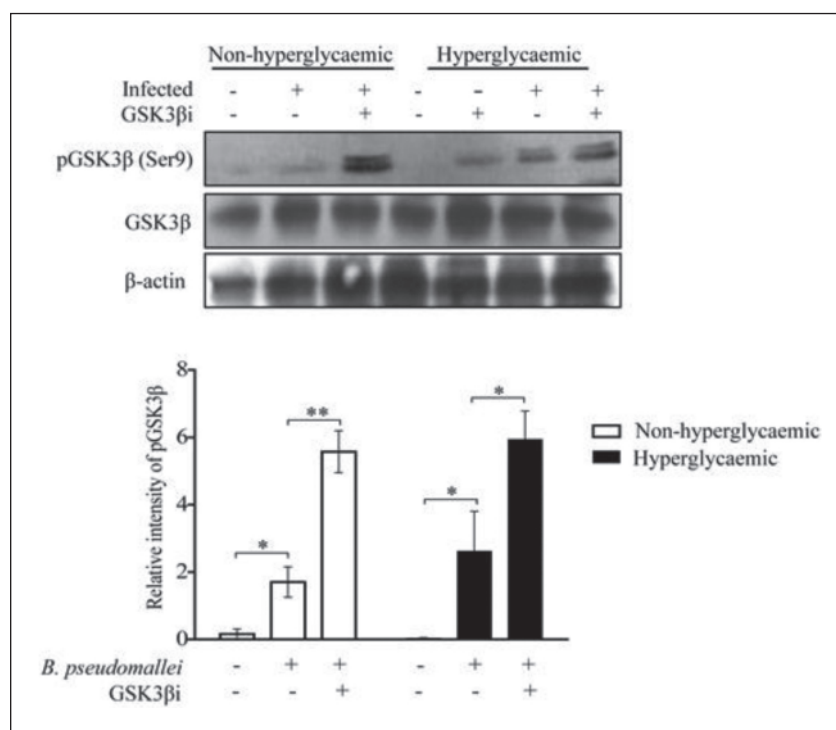 Non-hyperglycaemic Hyperglycaemic
Infected - + + - - + +
GSK3βi - - + - + - +
pGSK3β (Ser9)
GSK3β
β-actin
8
6
4
2
0
Relative intensity of pGSK3β
* ** * *
Non-hyperglycaemic
Hyperglycaemic
B. pseudomallei - + + - + +
GSK3βi - - + - - +